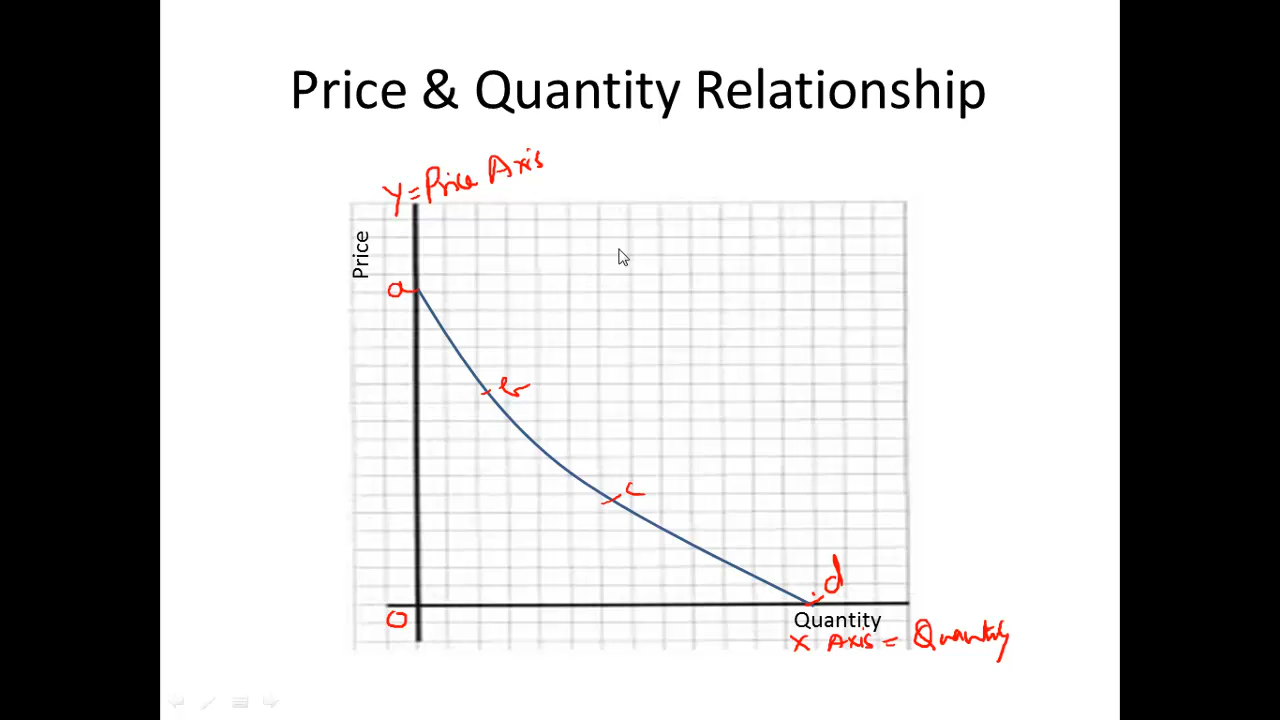 Price & Quantity Relationship
Y = Price Axis
Price
a
b
c
d
O
Quantity
X Axis = Quantity